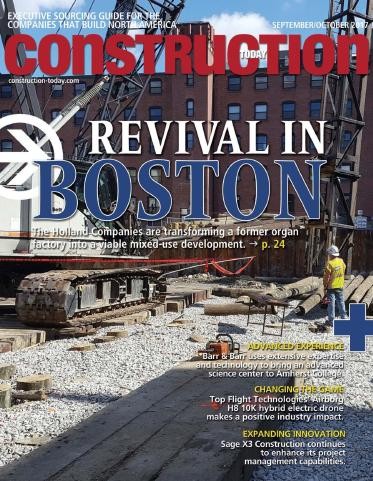 EXECUTIVE SOURCING GUIDE FOR THE
COMPANIES THAT BUILD NORTH AMERICA
SEPTEMBER/OCTOBER 2017
CONSTRUCTION
TODAY
construction-today.com
REVIVAL IN
BOSTON
The Holland Companies are transforming a former organ
factory into a viable mixed-use development. → p. 24
ADVANCED EXPERIENCE
Barr & Barr uses extensive expertise
and technology to bring an advanced
science center to Amherst College.
CHANGING THE GAME
Top Flight Technologies' Airborg
H8 10K hybrid electric drone
makes a positive industry impact.
EXPANDING INNOVATION
Sage X3 Construction continues
to enhance its project
management capabilities.